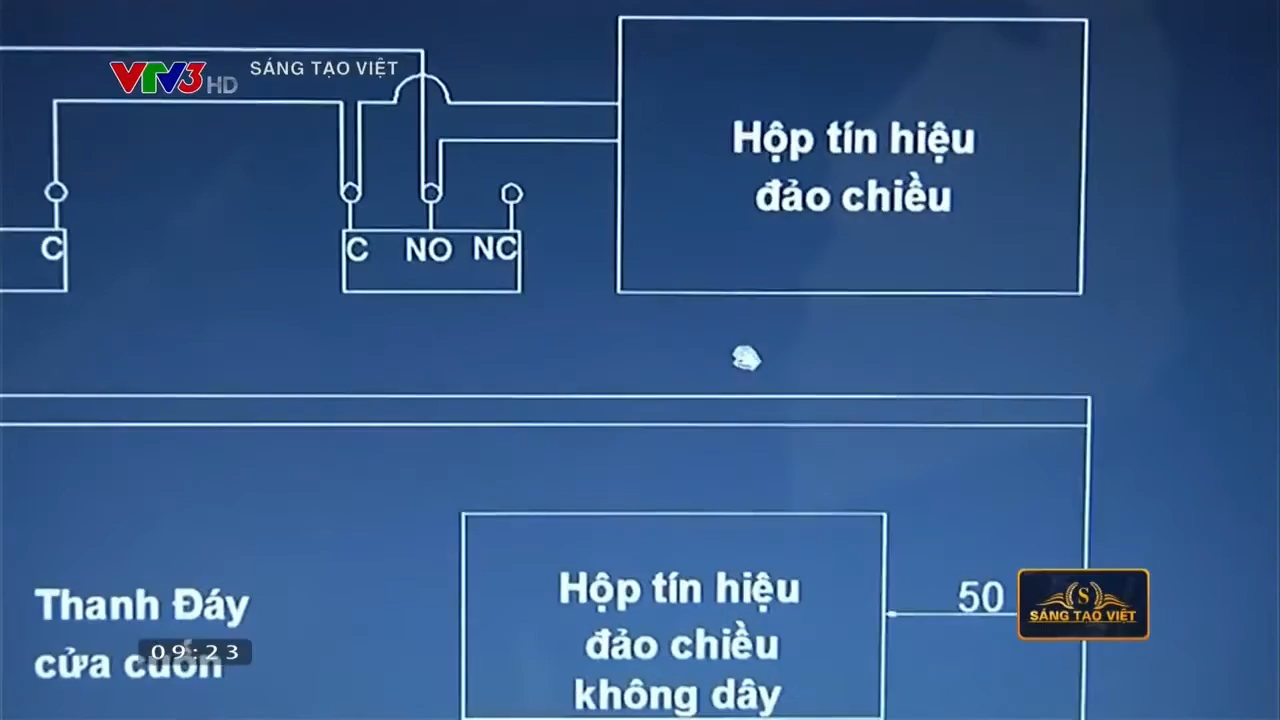 VTV3 HD
SÁNG TẠO VIỆT
Hộp tín hiệu
đảo chiều
C
C NO NC
Thanh Đáy
cửa cuốn
09:23
Hộp tín hiệu
đảo chiều
không dây
50
S
SÁNG TẠO VIỆT